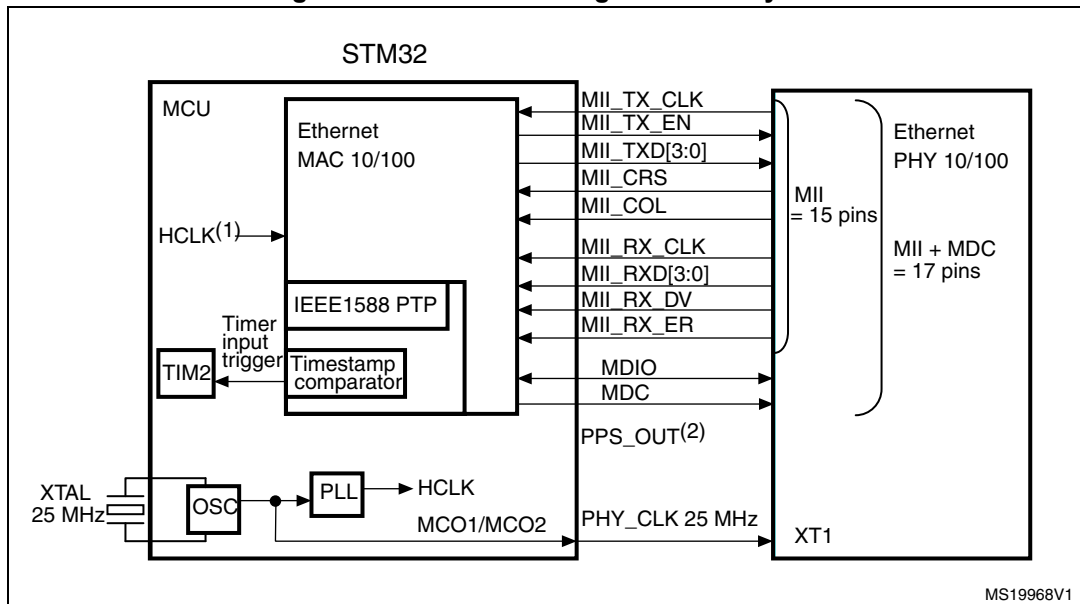 STM32
MCU
Ethernet
MAC 10/100
HCLK(1)
IEEE1588 PTP
Timer
input
trigger
TIM2
Timestamp
comparator
XTAL
25 MHz
OSC
PLL
HCLK
MCO1/MCO2
MII_TX_CLK
MII_TX_EN
MII_TXD[3:0]
MII_CRS
MII_COL
MII_RX_CLK
MII_RXD[3:0]
MII_RX_DV
MII_RX_ER
MDIO
MDC
PPS_OUT(2)
PHY_CLK 25 MHz
MII
= 15 pins
Ethernet
PHY 10/100
MII + MDC
= 17 pins
XT1
MS19968V1